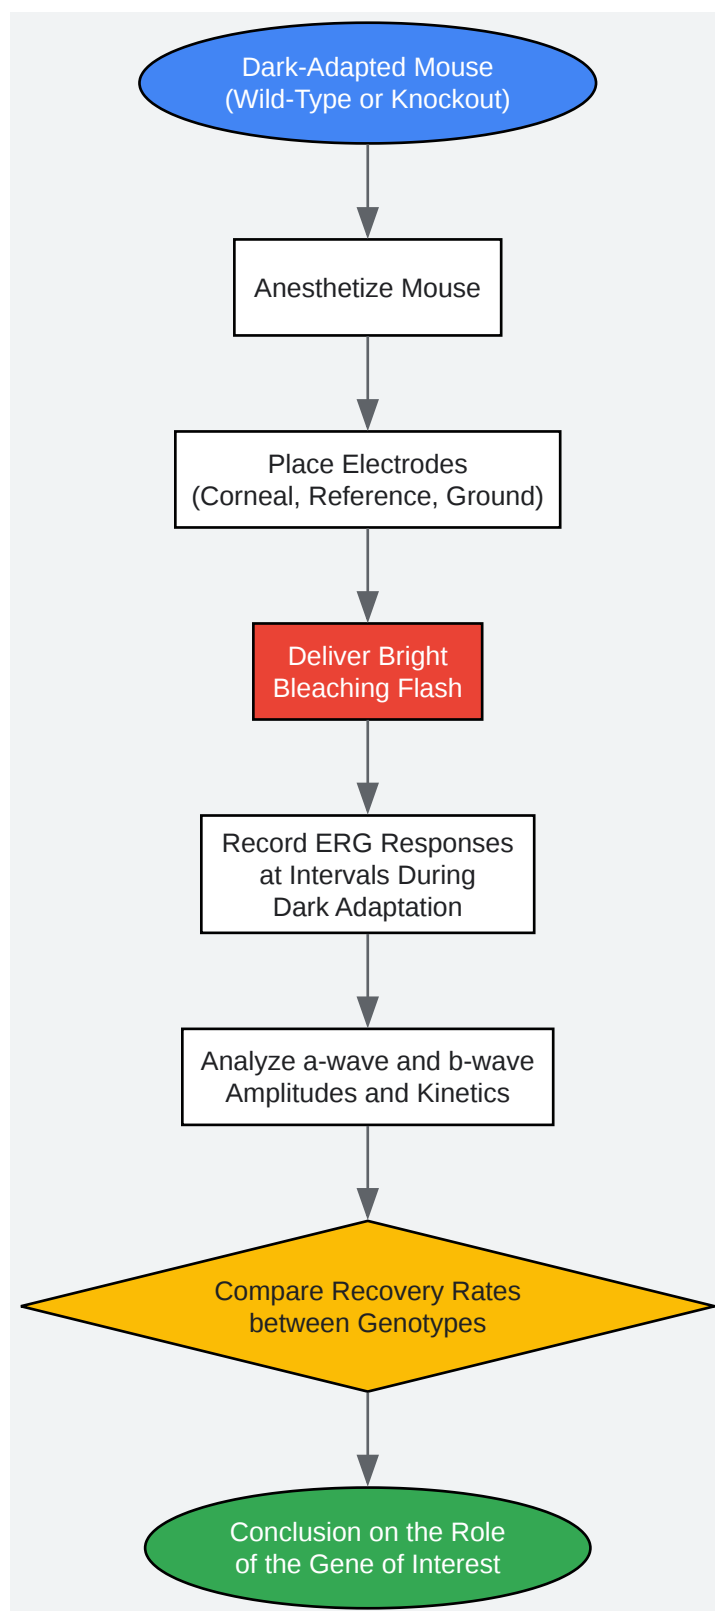 Dark-Adapted Mouse
(Wild-Type or Knockout)
Anesthetize Mouse
Place Electrodes
(Corneal, Reference, Ground)
Deliver Bright
Bleaching Flash
Record ERG Responses
at Intervals During
Dark Adaptation
Analyze a-wave and b-wave
Amplitudes and Kinetics
Compare Recovery Rates
between Genotypes
Conclusion on the Role
of the Gene of Interest